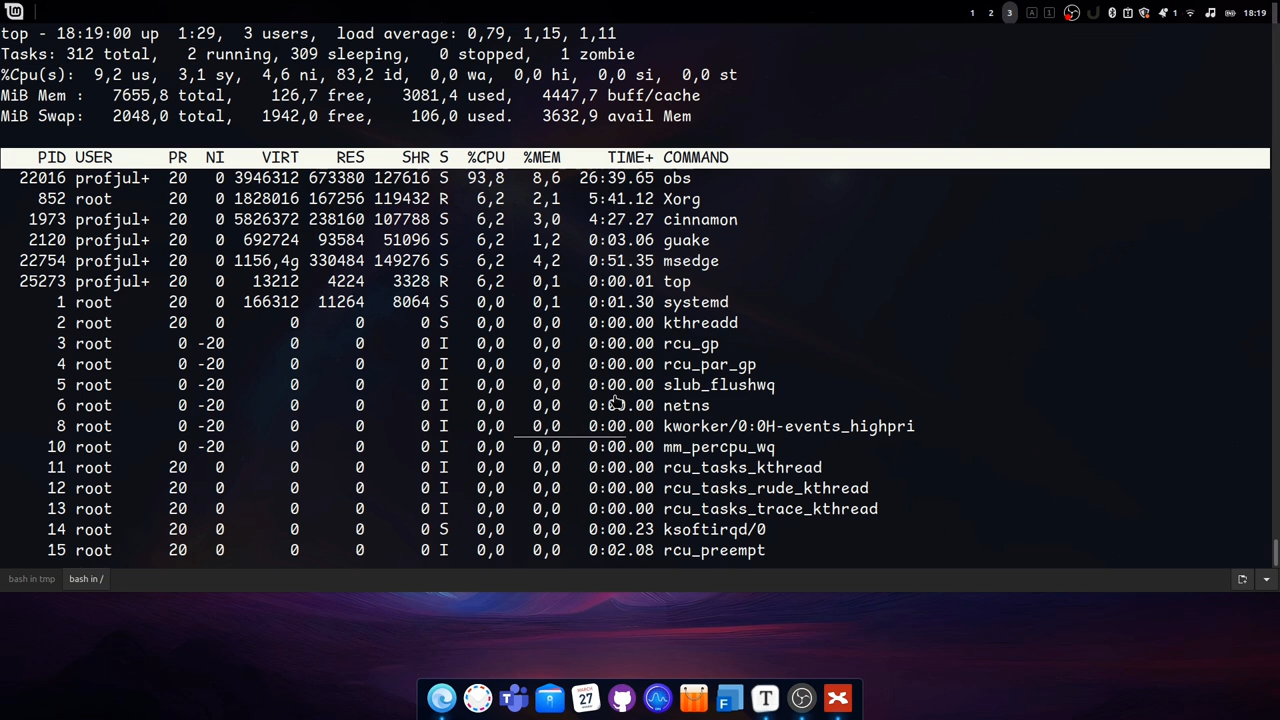 1 2 3 A 1 1 18:19
top - 18:19:00 up 1:29, 3 users, load average: 0,79, 1,15, 1,11
Tasks: 312 total, 2 running, 309 sleeping, 0 stopped, 1 zombie
%Cpu(s): 9,2 us, 3,1 sy, 4,6 ni, 83,2 id, 0,0 wa, 0,0 hi, 0,0 si, 0,0 st
MiB Mem : 7655,8 total, 126,7 free, 3081,4 used, 4447,7 buff/cache
MiB Swap: 2048,0 total, 1942,0 free, 106,0 used. 3632,9 avail Mem
PID USER PR NI VIRT RES SHR S %CPU %MEM TIME+ COMMAND
22016 profjul+ 20 0 3946312 673380 127616 S 93,8 8,6 26:39.65 obs
852 root 20 0 1828016 167256 119432 R 6,2 2,1 5:41.12 Xorg
1973 profjul+ 20 0 5826372 238160 107788 S 6,2 3,0 4:27.27 cinnamon
2120 profjul+ 20 0 692724 93584 51096 S 6,2 1,2 0:03.06 guake
22754 profjul+ 20 0 1156,4g 330484 149276 S 6,2 4,2 0:51.35 msedge
25273 profjul+ 20 0 13212 4224 3328 R 6,2 0,1 0:00.01 top
1 root 20 0 166312 11264 8064 S 0,0 0,1 0:01.30 systemd
2 root 20 0 0 0 0 S 0,0 0,0 0:00.00 kthreadd
3 root 0 -20 0 0 0 I 0,0 0,0 0:00.00 rcu_gp
4 root 0 -20 0 0 0 I 0,0 0,0 0:00.00 rcu_par_gp
5 root 0 -20 0 0 0 I 0,0 0,0 0:00.00 slub_flushwq
6 root 0 -20 0 0 0 I 0,0 0,0 0:00.00 netns
8 root 0 -20 0 0 0 I 0,0 0,0 0:00.00 kworker/0:0H-events_highpri
10 root 0 -20 0 0 0 I 0,0 0,0 0:00.00 mm_percpu_wq
11 root 20 0 0 0 0 I 0,0 0,0 0:00.00 rcu_tasks_kthread
12 root 20 0 0 0 0 I 0,0 0,0 0:00.00 rcu_tasks_rude_kthread
13 root 20 0 0 0 0 I 0,0 0,0 0:00.00 rcu_tasks_trace_kthread
14 root 20 0 0 0 0 S 0,0 0,0 0:00.23 ksoftirqd/0
15 root 20 0 0 0 0 I 0,0 0,0 0:02.08 rcu_preempt
bash in tmp bash in /
MARCH
27
F
T